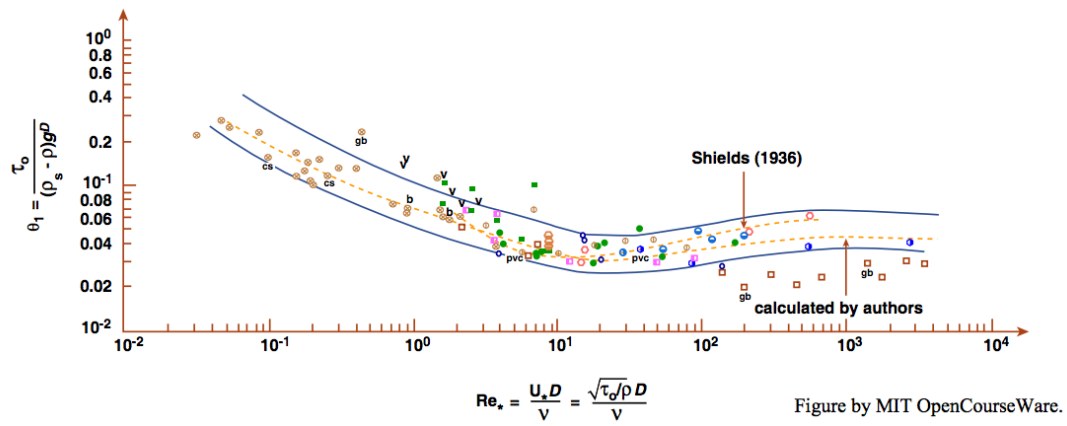 10⁰
0.8
0.6
0.4
0.2
10⁻¹
0.08
0.06
0.04
0.02
10⁻²
θ₁ = τₒ / (ρₛ - ρ)gD
gb
v
v
v
v
v
v
cs
cs
b
b
pvc
pvc
gb
gb
Shields (1936)
calculated by authors
10⁻² 10⁻¹ 10⁰ 10¹ 10² 10³ 10⁴
Re* = U*D / ν = √τₒ/ρ D / ν
Figure by MIT OpenCourseWare.